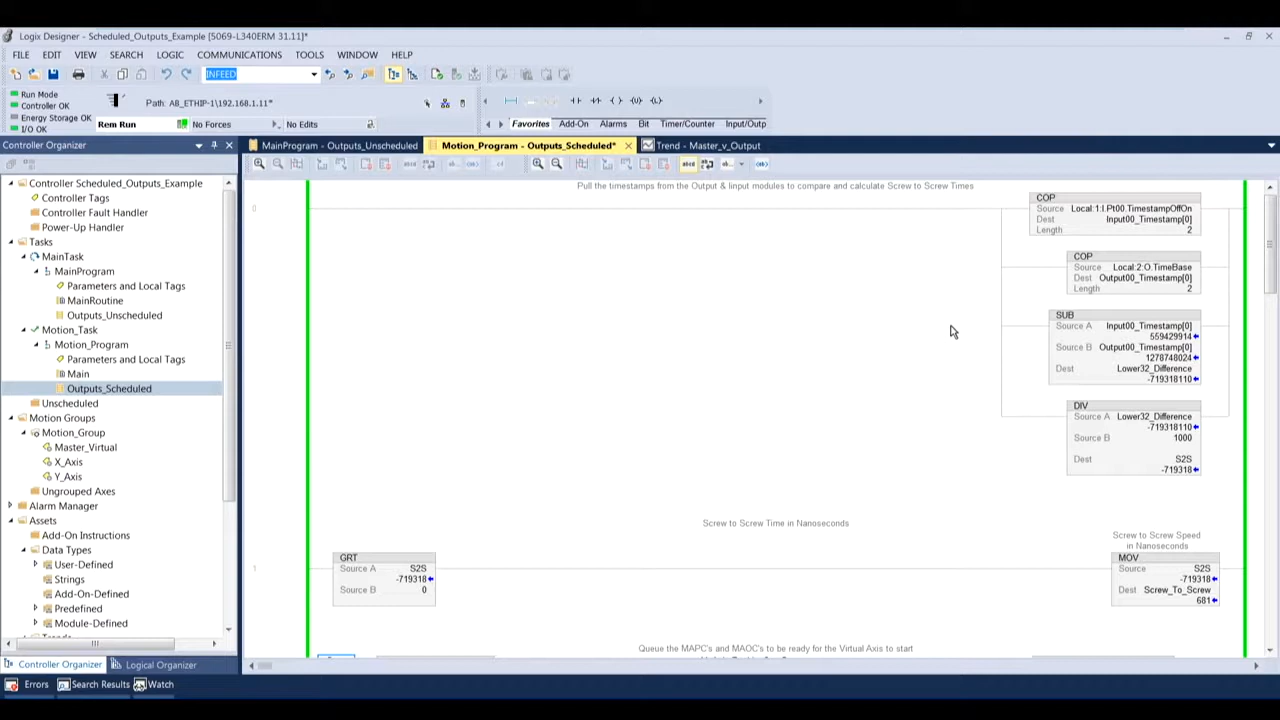 Logix Designer - Scheduled_Outputs_Example [5069-L340ERM 31.11]*
FILE EDIT VIEW SEARCH LOGIC COMMUNICATIONS TOOLS WINDOW HELP
INFEED
Run Mode
Controller OK
Energy Storage OK
I/O OK
Path: AB_ETHIP-1\192.168.1.11*
Rem Run No Forces No Edits
Favorites Add-On Alarms Bit Timer/Counter Input/Outp
Controller Organizer
MainProgram - Outputs_Unscheduled
Motion_Program - Outputs_Scheduled*
Trend - Master_v_Output
Controller Scheduled_Outputs_Example
Controller Tags
Controller Fault Handler
Power-Up Handler
Tasks
MainTask
MainProgram
Parameters and Local Tags
MainRoutine
Outputs_Unscheduled
Motion_Task
Motion_Program
Parameters and Local Tags
Main
Outputs_Scheduled
Unscheduled
Motion Groups
Motion_Group
Master_Virtual
X_Axis
Y_Axis
Ungrouped Axes
Alarm Manager
Assets
Add-On Instructions
Data Types
User-Defined
Strings
Add-On-Defined
Predefined
Module-Defined
Controller Organizer Logical Organizer
Pull the timestamps from the Output & Iinput modules to compare and calculate Screw to Screw Times
0
COP
Source Local:1:I.Pt00.TimestampOffOn
Dest Input00_Timestamp[0]
Length 2
COP
Source Local:2:O.TimeBase
Dest Output00_Timestamp[0]
Length 2
SUB
Source A Input00_Timestamp[0]
559429914
Source B Output00_Timestamp[0]
1278748024
Dest Lower32_Difference
-719318110
DIV
Source A Lower32_Difference
-719318110
Source B 1000
Dest S2S
-719318
Screw to Screw Time in Nanoseconds
1
GRT
Source A S2S
-719318
Source B 0
Screw to Screw Speed
in Nanoseconds
MOV
Source S2S
-719318
Dest Screw_To_Screw
681
Queue the MAPC's and MAOC's to be ready for the Virtual Axis to start
Errors Search Results Watch